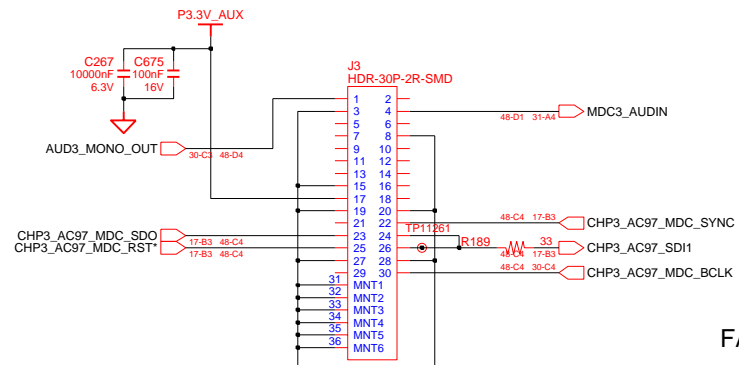 P3.3V_AUX
C267
10000nF
6.3V
C675
100nF
16V
J3
HDR-30P-2R-SMD
1 2
3 4
5 6
7 8
9 10
11 12
13 14
15 16
17 18
19 20
21 22
23 24
25 26
27 28
29 30
31 MNT1
32 MNT2
33 MNT3
34 MNT4
35 MNT5
36 MNT6
AUD3_MONO_OUT 30-C3 48-D4
48-D1 31-A4 MDC3_AUDIN
CHP3_AC97_MDC_SDO 17-B3 48-C4
CHP3_AC97_MDC_RST* 17-B3 48-C4
48-C4 17-B3 CHP3_AC97_MDC_SYNC
TP11261
R189 33
48-C4 17-B3 CHP3_AC97_SDI1
48-C4 30-C4 CHP3_AC97_MDC_BCLK